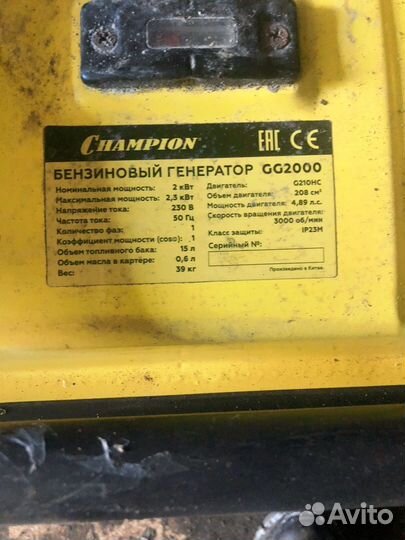 CHAMPION EAC CE
БЕНЗИНОВЫЙ ГЕНЕРАТОР GG2000
Номинальная мощность: 2 кВт
Максимальная мощность: 2,3 кВт
Напряжение тока: 230 В
Частота тока: 50 Гц
Количество фаз: 1
Коэффициент мощности (cosφ): 1
Объем топливного бака: 15 л
Объем масла в картере: 0,6 л
Вес: 39 кг
Двигатель: G210HC
Объем двигателя: 208 см³
Мощность двигателя: 4,89 л.с.
Скорость вращения двигателя:
3000 об/мин
Класс защиты: IP23M
Серийный №:
Произведено в Китае.
Avito